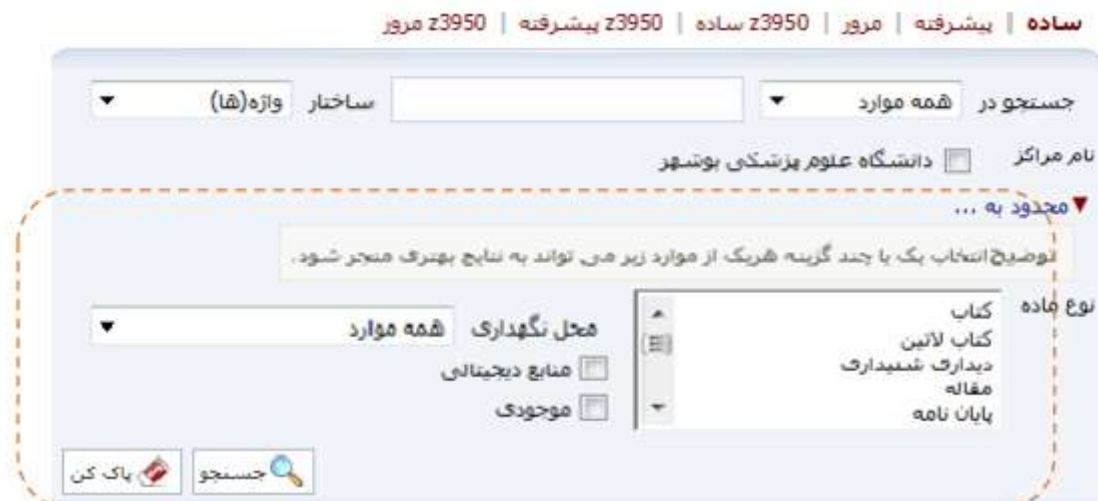 ساده | پیشرفته | مرور | z3950 ساده | z3950 پیشرفته | z3950 مرور
جستجو در همه موارد ساختار واژه(ها)
نام مراکز دانشگاه علوم پزشکی بوشهر
محدود به ...
توضیح انتخاب یک یا چند گزینه هریک از موارد زیر می تواند به نتایج بهتری منجر شود.
نوع ماده
کتاب
کتاب لاتین
دیداری شنیداری
مقاله
پایان نامه
محل نگهداری همه موارد
منابع دیجیتالی
موجودی
جستجو پاک کن